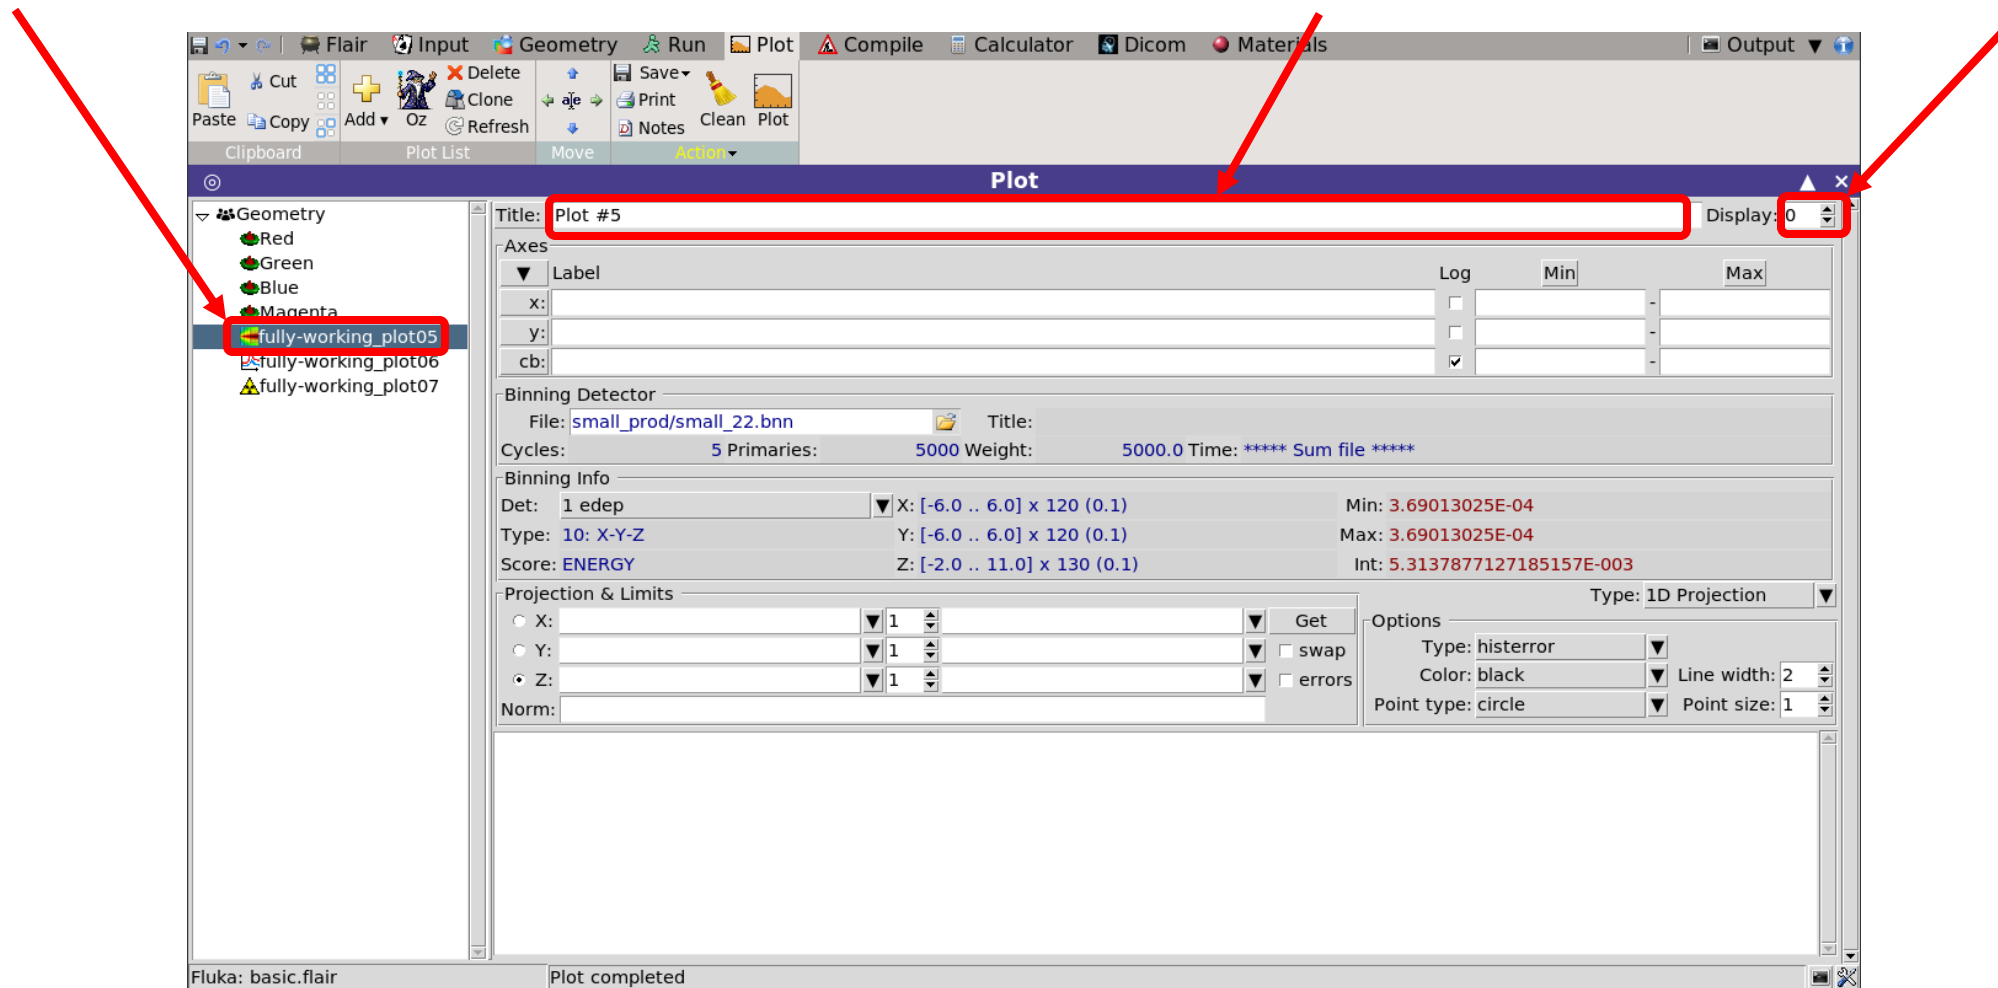 Flair Input Geometry Run Plot Compile Calculator Dicom Materials Output
Paste Cut Copy Add Oz Delete Clone Refresh aje Save Print Notes Clean Plot
Clipboard Plot List Move Action
Plot
Geometry
Red
Green
Blue
Magenta
fully-working_plot05
fully-working_plot06
fully-working_plot07
Title: Plot #5 Display: 0
Axes
Label Log Min Max
x: -
y: -
cb: -
Binning Detector
File: small_prod/small_22.bnn Title:
Cycles: 5 Primaries: 5000 Weight: 5000.0 Time: ***** Sum file *****
Binning Info
Det: 1 edep X: [-6.0 .. 6.0] x 120 (0.1) Min: 3.69013025E-04
Type: 10: X-Y-Z Y: [-6.0 .. 6.0] x 120 (0.1) Max: 3.69013025E-04
Score: ENERGY Z: [-2.0 .. 11.0] x 130 (0.1) Int: 5.3137877127185157E-003
Projection & Limits Type: 1D Projection
X: 1 Get Options
Y: 1 swap Type: histerror
Z: 1 errors Color: black Line width: 2
Norm: Point type: circle Point size: 1
Fluka: basic.flair Plot completed